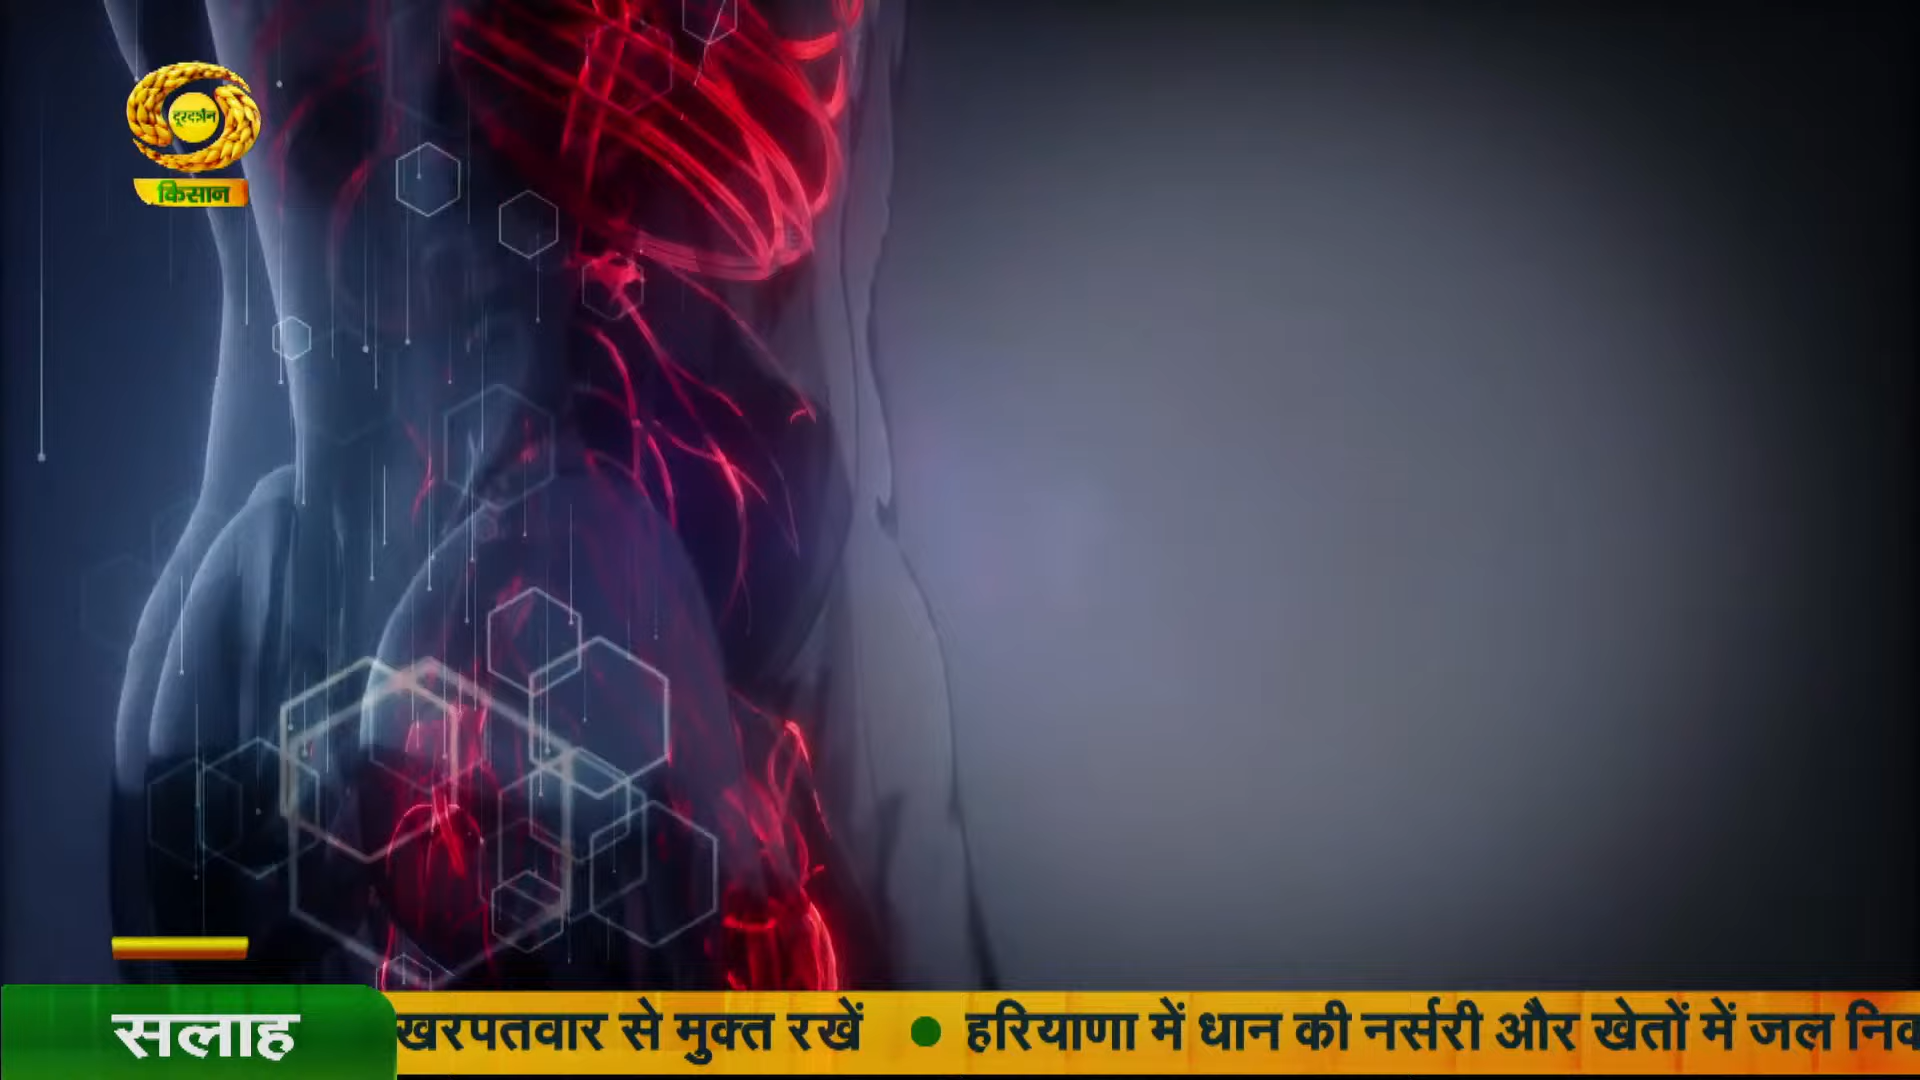 दूरदर्शन
किसान
सलाह
खरपतवार से मुक्त रखें ● हरियाणा में धान की नर्सरी और खेतों में जल